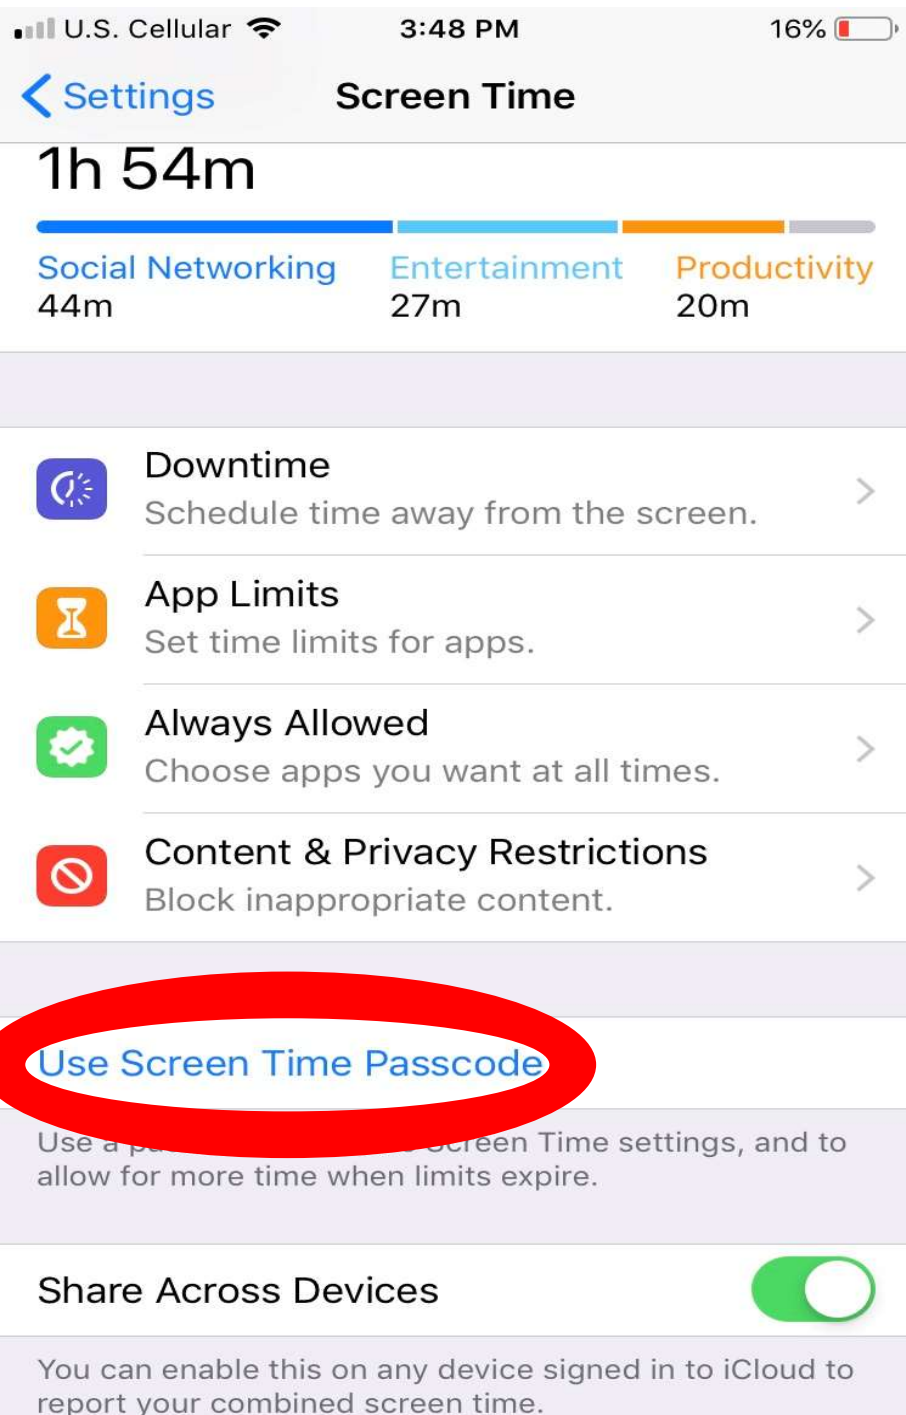 U.S. Cellular 3:48 PM 16%
Settings Screen Time
1h 54m
Social Networking Entertainment Productivity
44m 27m 20m
Downtime
Schedule time away from the screen.
App Limits
Set time limits for apps.
Always Allowed
Choose apps you want at all times.
Content & Privacy Restrictions
Block inappropriate content.
Use Screen Time Passcode
Use a Screen Time settings, and to
allow for more time when limits expire.
Share Across Devices
You can enable this on any device signed in to iCloud to
report your combined screen time.